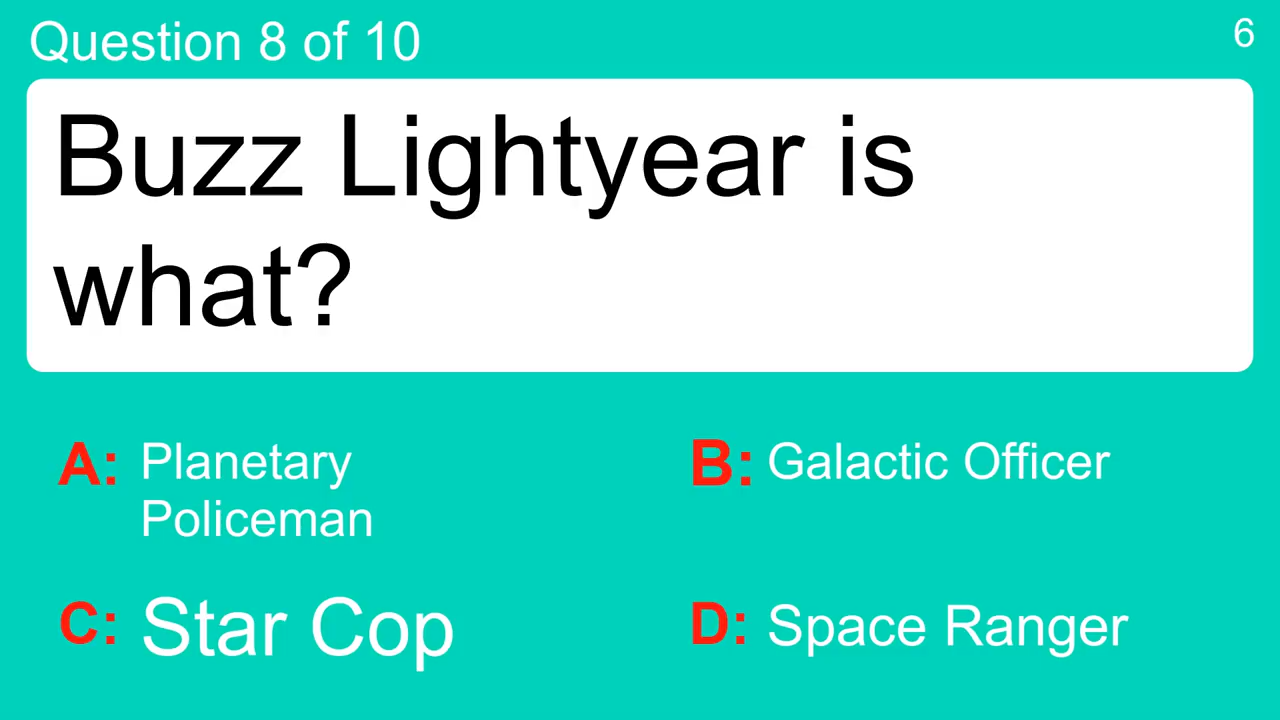 Question 8 of 10
6
Buzz Lightyear is
what?
A: Planetary
Policeman
B: Galactic Officer
C: Star Cop
D: Space Ranger